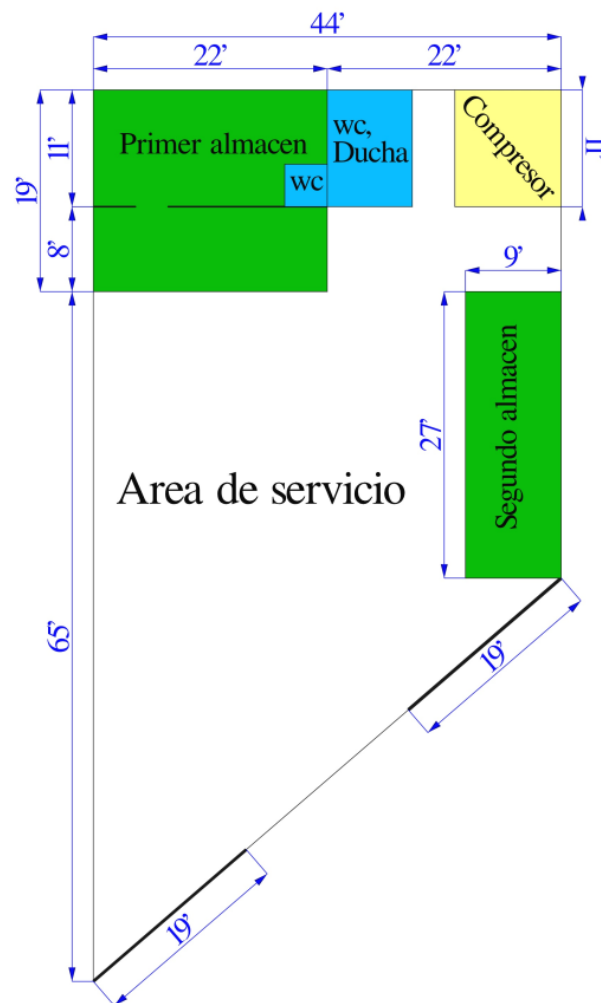 44’
22’
22’
19’
11’
Primer almacen
wc,
Ducha
Compresor
11’
wc
8’
9’
27’
Segundo almacen
Area de servicio
65’
19’
19’